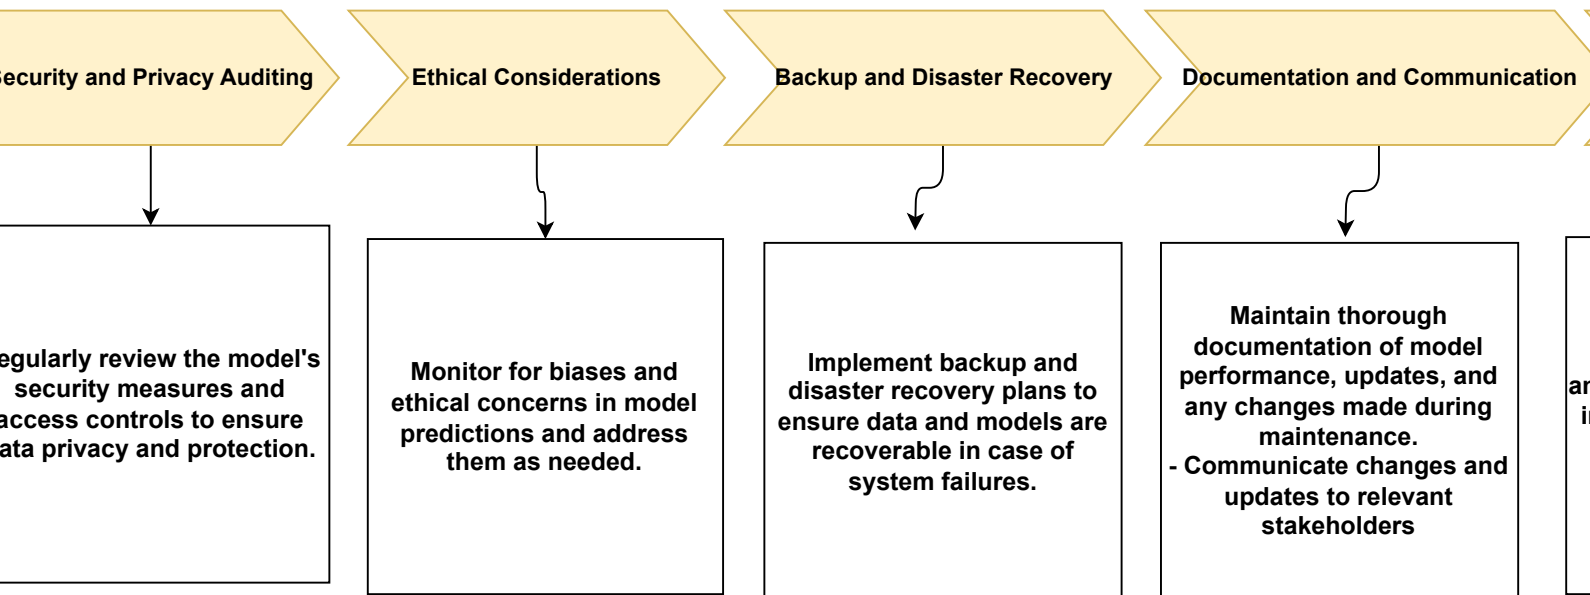 ecurity and Privacy Auditing
Ethical Considerations
Backup and Disaster Recovery
Documentation and Communication
egularly review the model's
security measures and
access controls to ensure
ata privacy and protection.
Monitor for biases and
ethical concerns in model
predictions and address
them as needed.
Implement backup and
disaster recovery plans to
ensure data and models are
recoverable in case of
system failures.
Maintain thorough
documentation of model
performance, updates, and
any changes made during
maintenance.
- Communicate changes and
updates to relevant
stakeholders